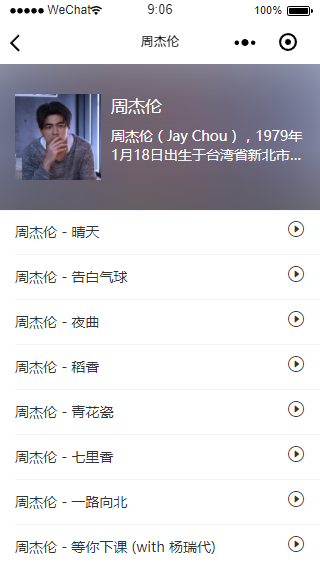 WeChat
9:06
100%
周杰伦
周杰伦
周杰伦（Jay Chou），1979年
1月18日出生于台湾省新北市...
周杰伦 - 晴天
周杰伦 - 告白气球
周杰伦 - 夜曲
周杰伦 - 稻香
周杰伦 - 青花瓷
周杰伦 - 七里香
周杰伦 - 一路向北
周杰伦 - 等你下课 (with 杨瑞代)